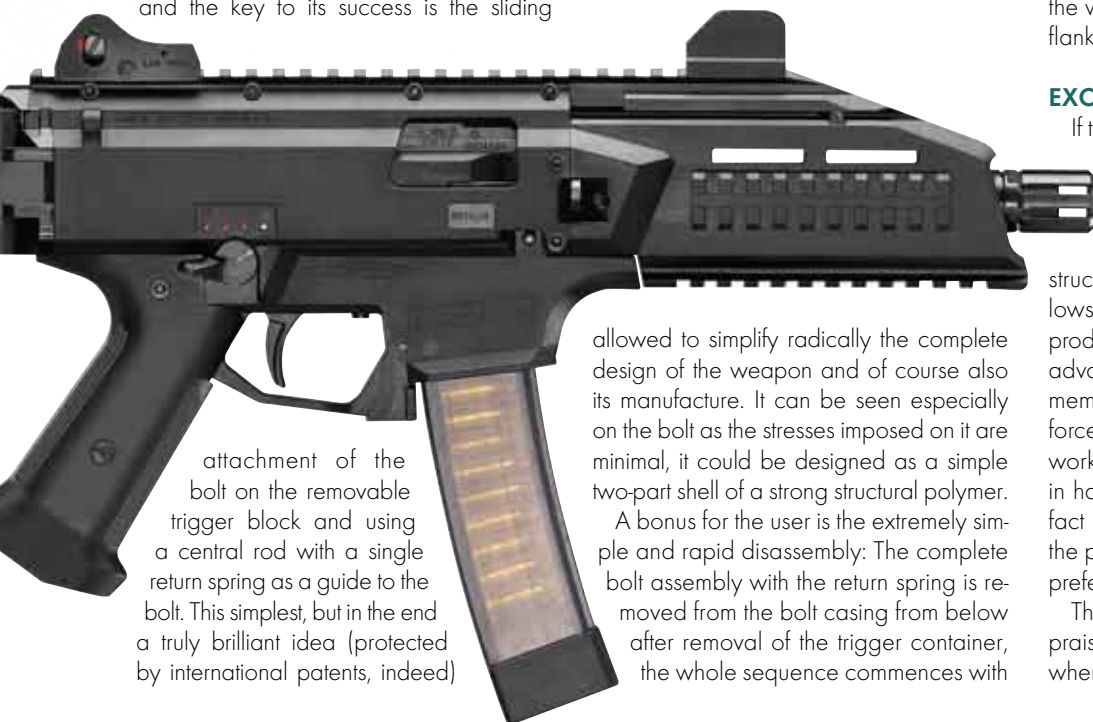 and the key to its success is the sliding
attachment of the
bolt on the removable
trigger block and using
a central rod with a single
return spring as a guide to the
bolt. This simplest, but in the end
a truly brilliant idea (protected
by international patents, indeed)
allowed to simplify radically the complete
design of the weapon and of course also
its manufacture. It can be seen especially
on the bolt as the stresses imposed on it are
minimal, it could be designed as a simple
two-part shell of a strong structural polymer.
A bonus for the user is the extremely sim-
ple and rapid disassembly: The complete
bolt assembly with the return spring is re-
moved from the bolt casing from below
after removal of the trigger container,
the whole sequence commences with
the v
flank
EXC
If t
struc
lows
prod
adva
mem
force
work
in ha
fact
the p
prefe
Th
prais
when